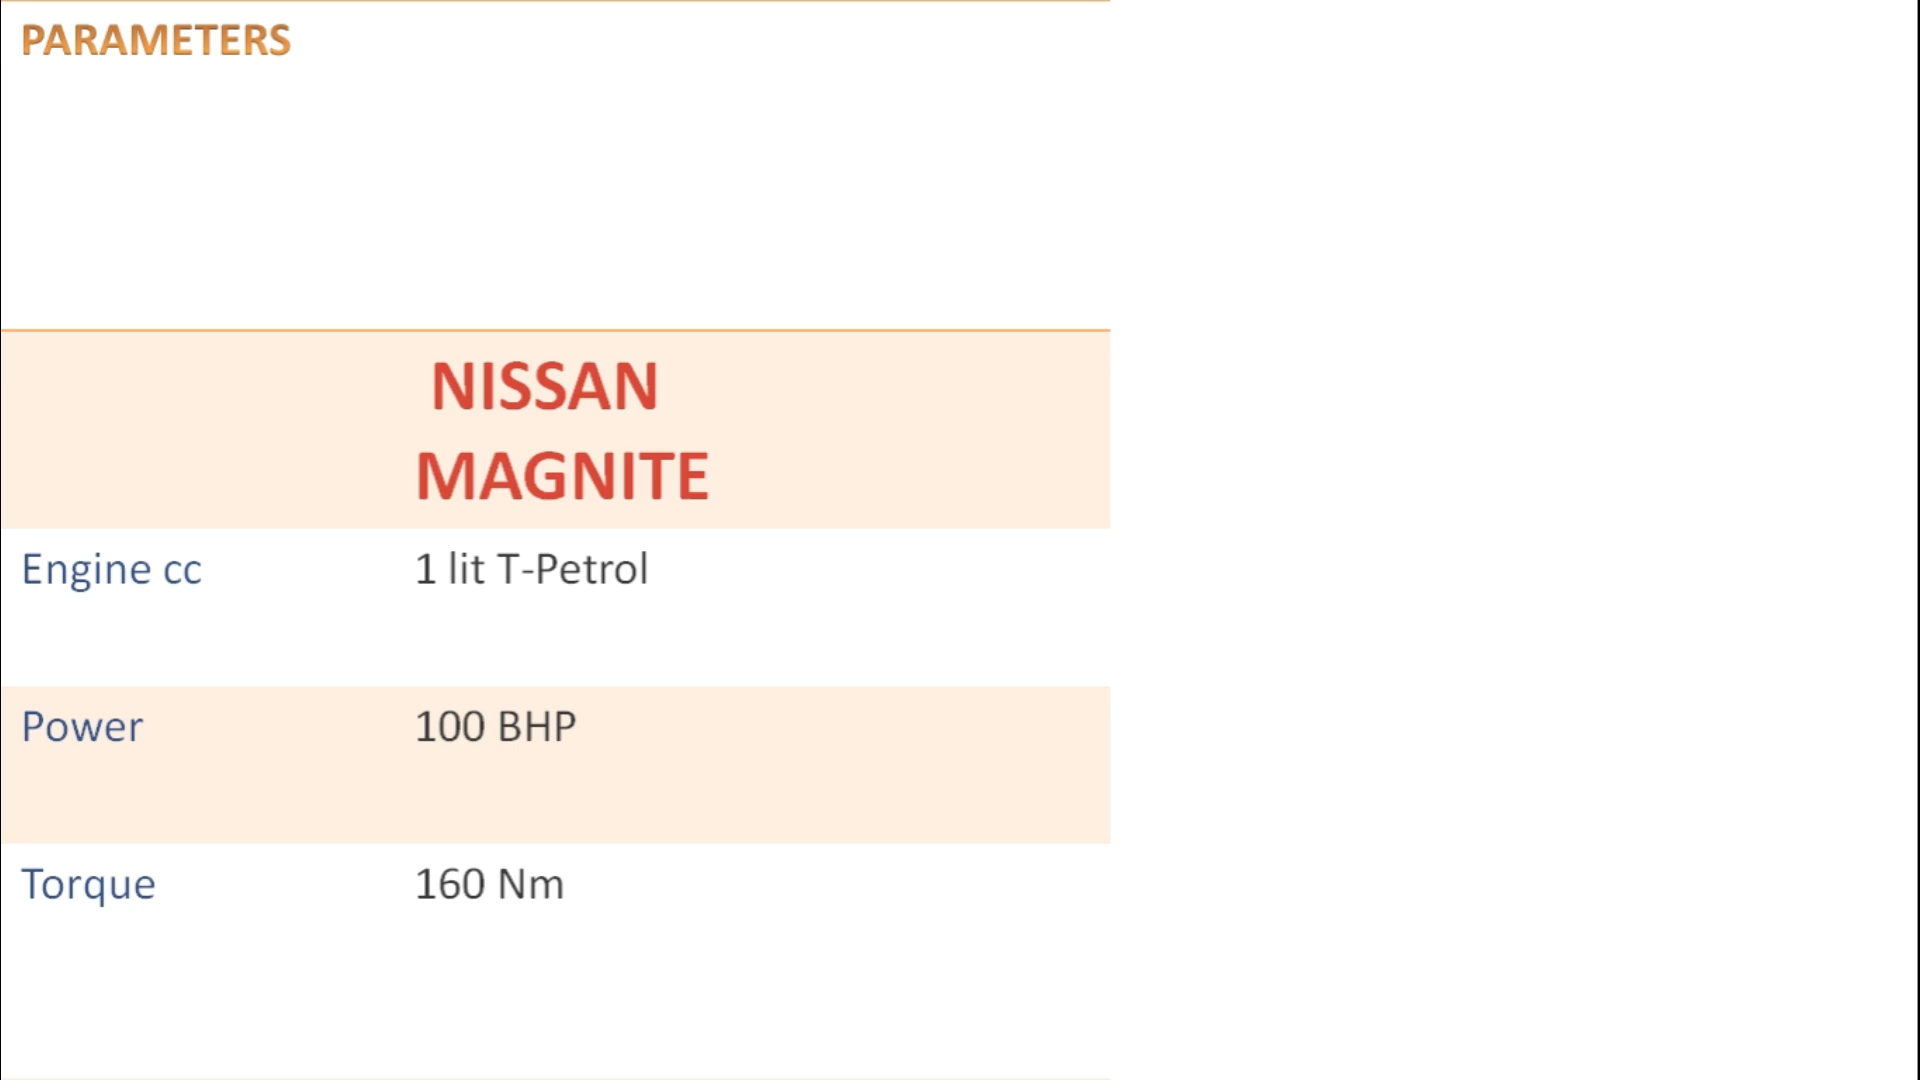 PARAMETERS
NISSAN
MAGNITE
Engine cc 1 lit T-Petrol
Power 100 BHP
Torque 160 Nm